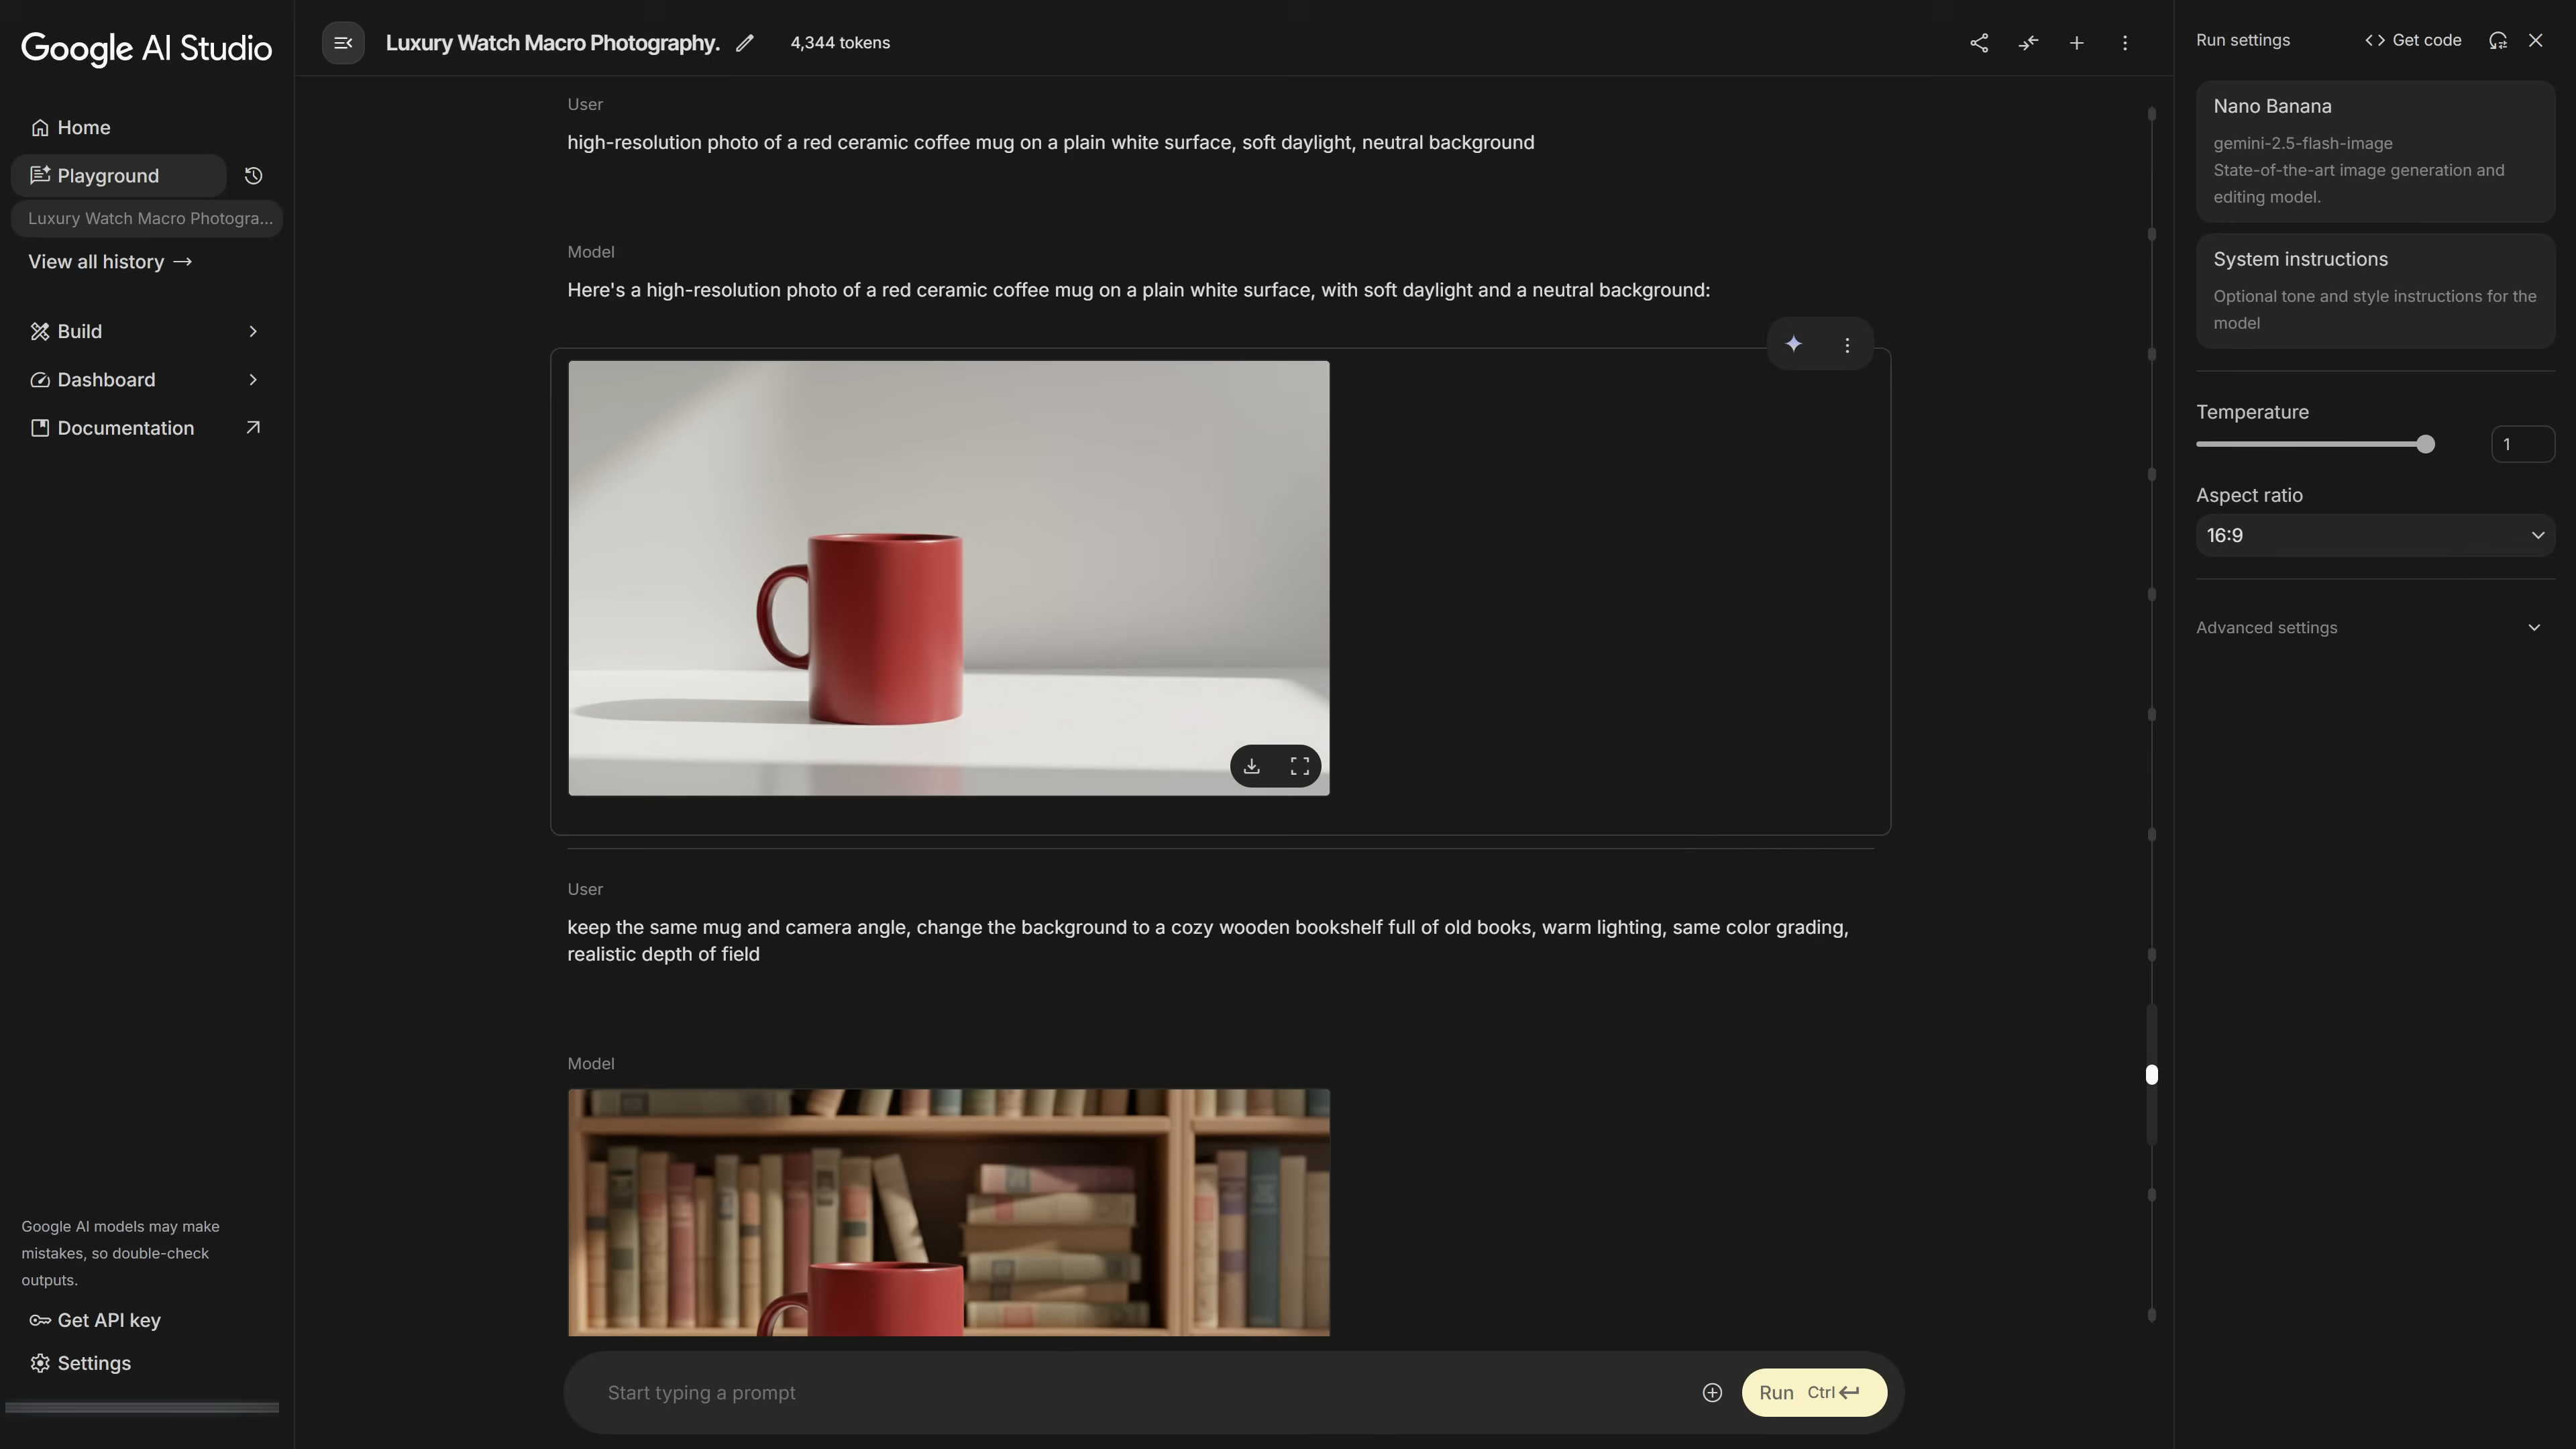 Google AI Studio
Home
Playground
Luxury Watch Macro Photogra...
View all history →
Build
Dashboard
Documentation
Google AI models may make
mistakes, so double-check
outputs.
Get API key
Settings
Luxury Watch Macro Photography.
4,344 tokens
User
high-resolution photo of a red ceramic coffee mug on a plain white surface, soft daylight, neutral background
Model
Here's a high-resolution photo of a red ceramic coffee mug on a plain white surface, with soft daylight and a neutral background:
User
keep the same mug and camera angle, change the background to a cozy wooden bookshelf full of old books, warm lighting, same color grading,
realistic depth of field
Model
Start typing a prompt
Run Ctrl
Run settings
Get code
Nano Banana
gemini-2.5-flash-image
State-of-the-art image generation and
editing model.
System instructions
Optional tone and style instructions for the
model
Temperature
1
Aspect ratio
16:9
Advanced settings